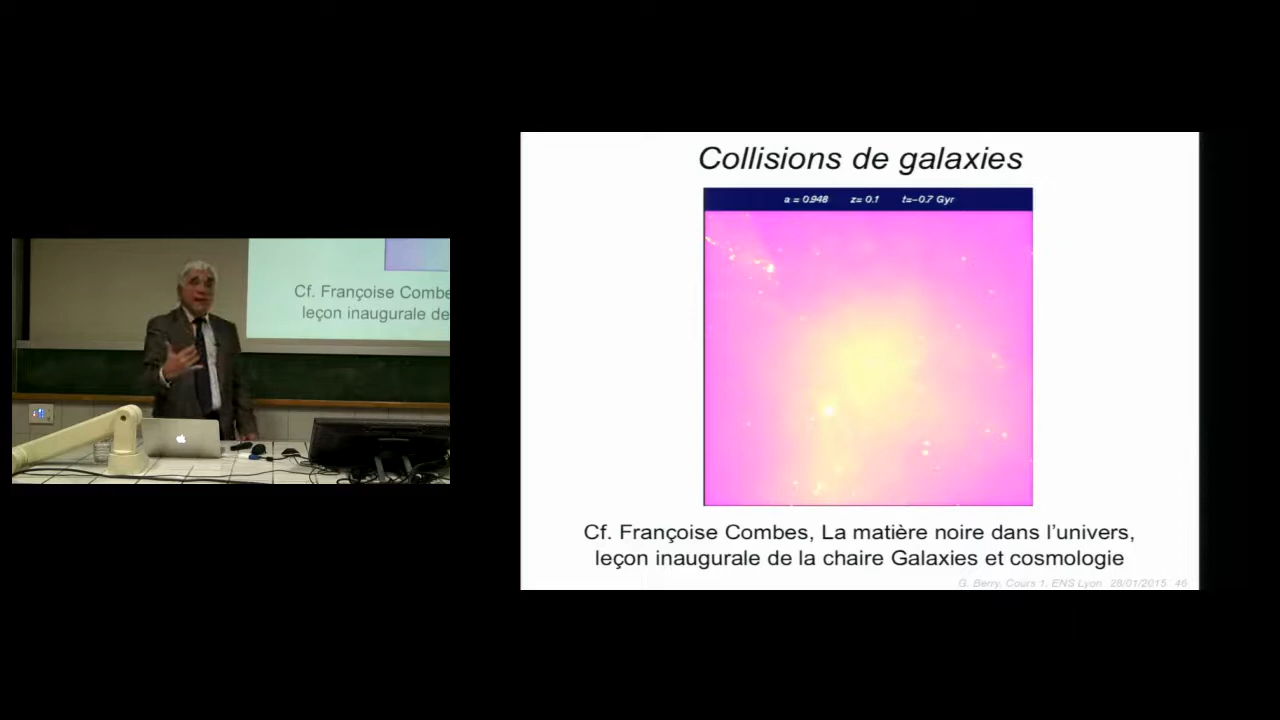 Collisions de galaxies
a = 0.948 z= 0.1 t=-0.7 Gyr
Cf. Françoise Combes, La matière noire dans l'univers,
leçon inaugurale de la chaire Galaxies et cosmologie
G. Berry, Cours 1, ENS Lyon 28/01/2015 46
Cf. Françoise Combe
leçon inaugurale de